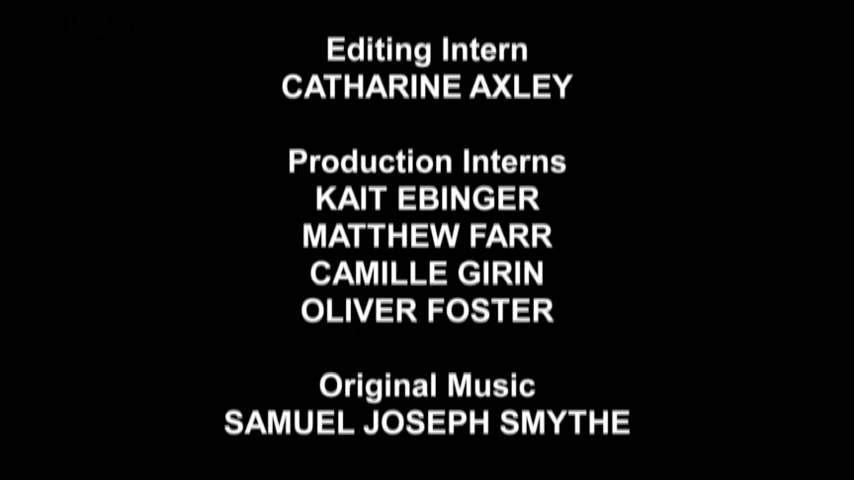 Editing Intern
CATHARINE AXLEY
Production Interns
KAIT EBINGER
MATTHEW FARR
CAMILLE GIRIN
OLIVER FOSTER
Original Music
SAMUEL JOSEPH SMYTHE